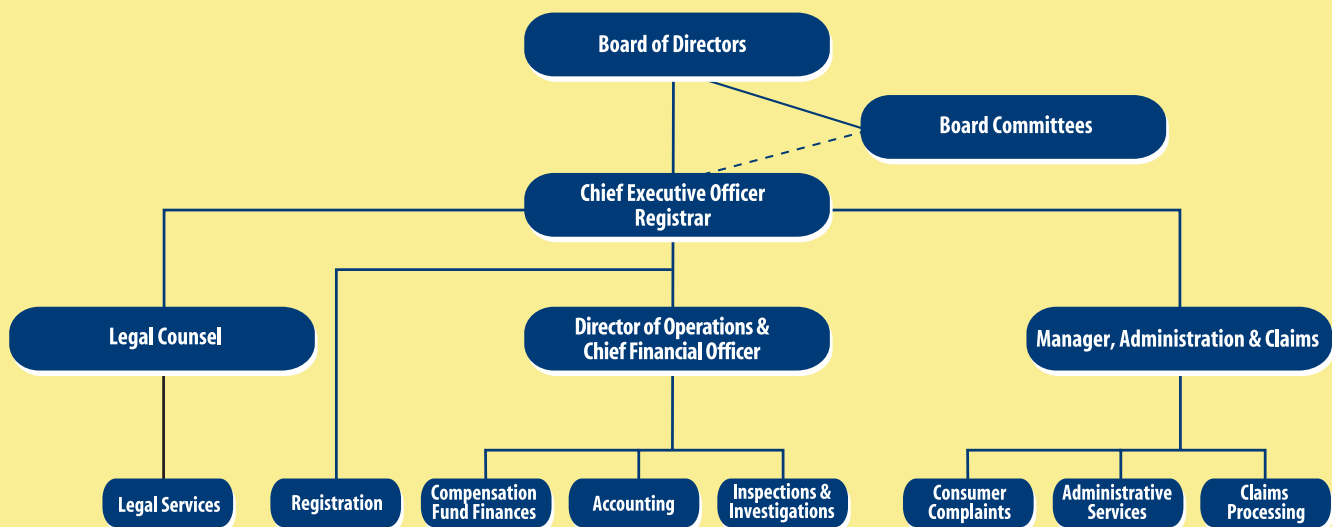 Board of Directors
Board Committees
Chief Executive Officer
Registrar
Legal Counsel
Director of Operations &
Chief Financial Officer
Manager, Administration & Claims
Legal Services
Registration
Compensation
Fund Finances
Accounting
Inspections &
Investigations
Consumer
Complaints
Administrative
Services
Claims
Processing